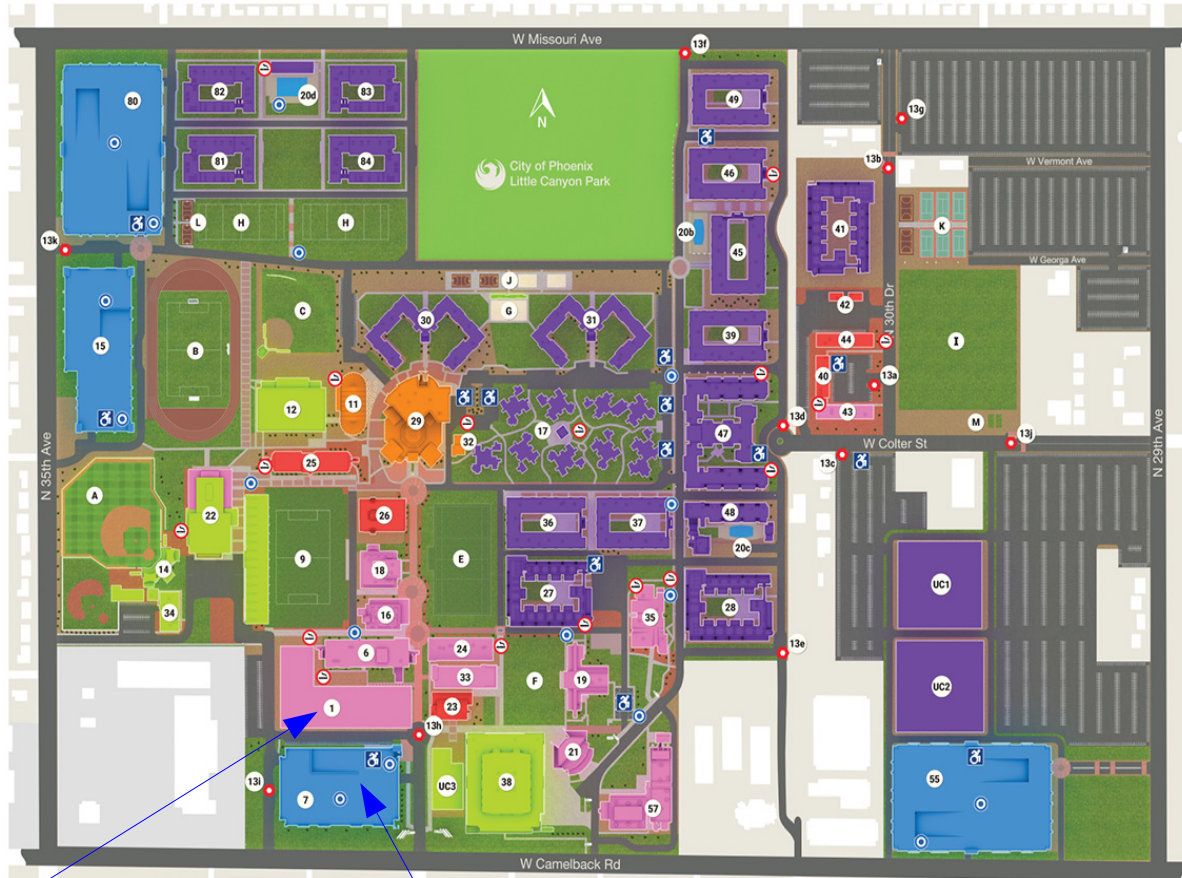 W Missouri Ave
13f
80
82
20d
83
49
13g
N
City of Phoenix
Little Canyon Park
81
84
46
13b
W Vermont Ave
L
H
H
20b
41
K
13k
45
W Georga Ave
J
G
42
15
C
30
31
39
44
N 30th Dr
I
B
40
13a
12
11
29
43
M
17
32
47
13d
W Colter St
13j
N 35th Ave
25
13c
N 29th Ave
A
22
26
36
37
48
9
E
20c
14
18
27
UC1
34
16
28
35
6
24
13e
33
F
19
UC2
1
23
13h
21
38
55
13i
7
UC3
57
W Camelback Rd